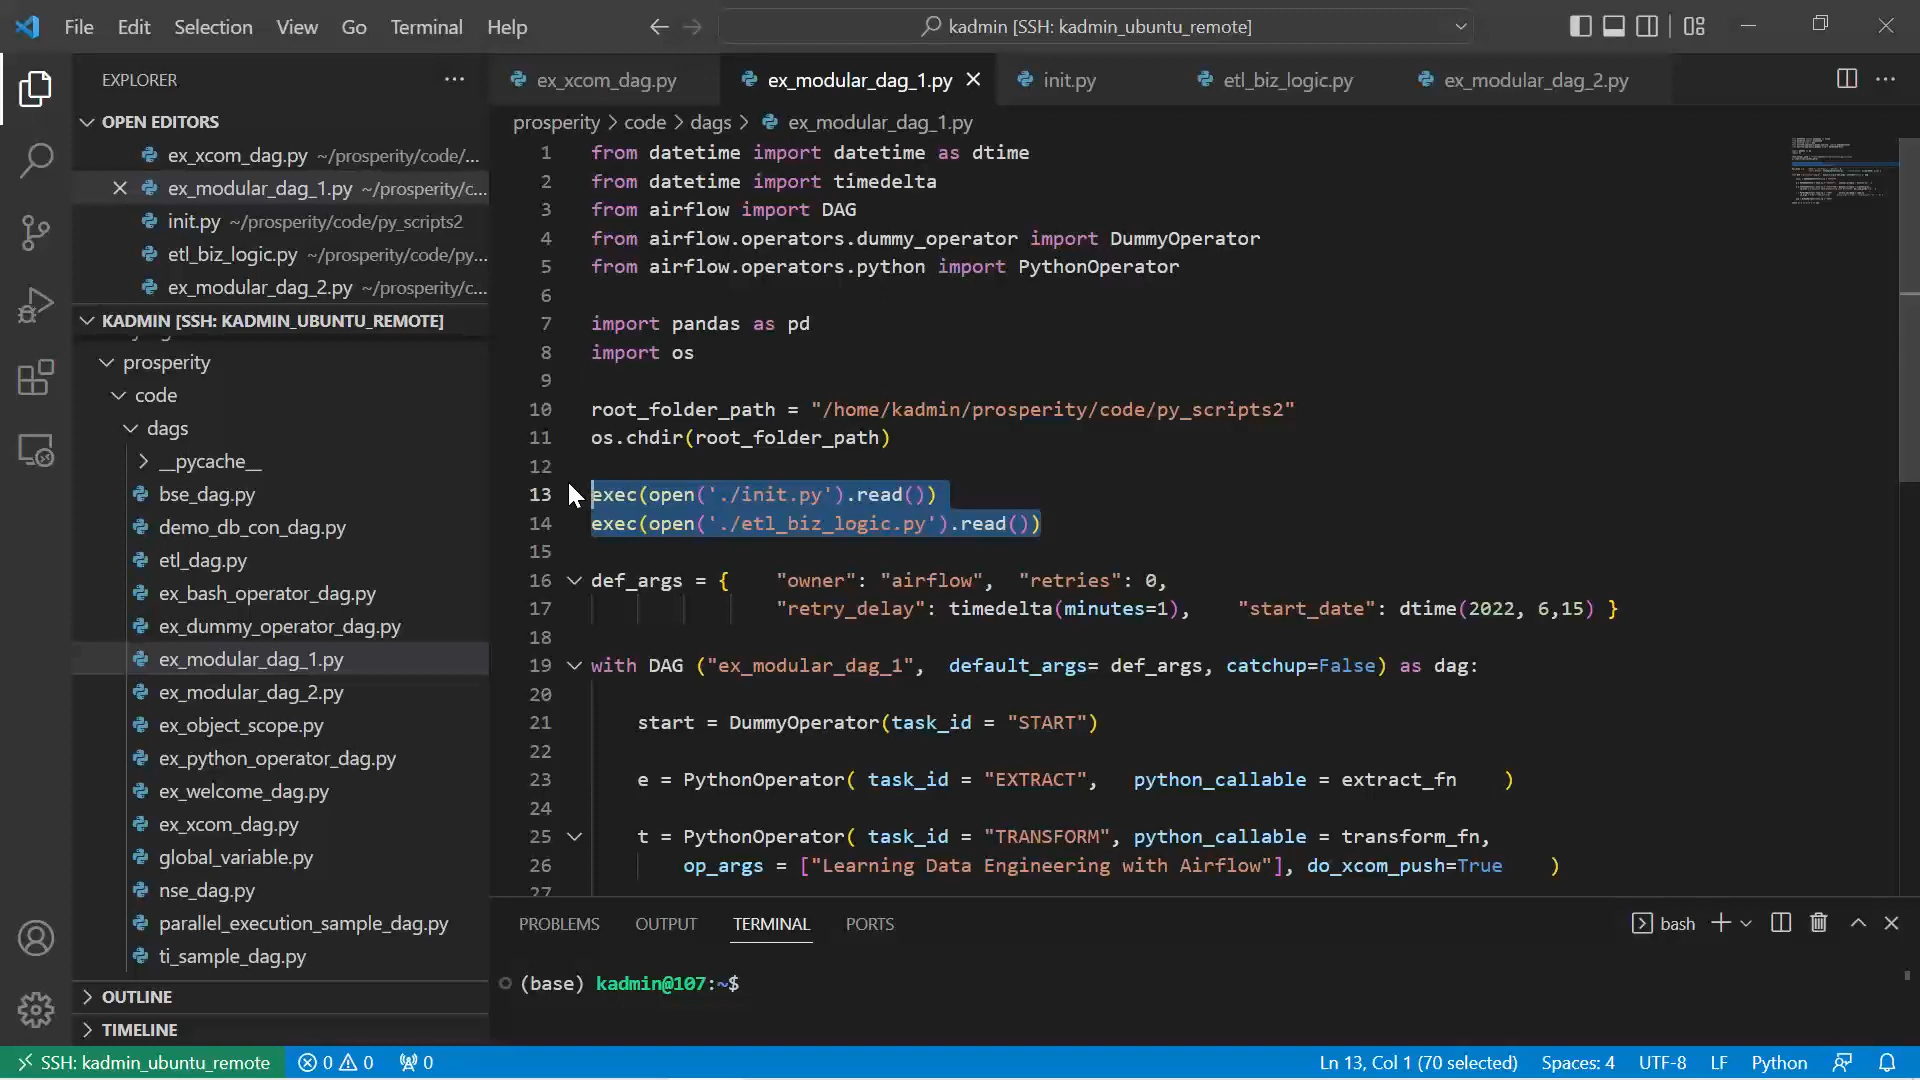 File Edit Selection View Go Terminal Help
kadmin [SSH: kadmin_ubuntu_remote]
EXPLORER
OPEN EDITORS
ex_xcom_dag.py ~/prosperity/code/...
ex_modular_dag_1.py ~/prosperity/c...
init.py ~/prosperity/code/py_scripts2
etl_biz_logic.py ~/prosperity/code/py...
ex_modular_dag_2.py ~/prosperity/c...
KADMIN [SSH: KADMIN_UBUNTU_REMOTE]
prosperity
code
dags
__pycache__
bse_dag.py
demo_db_con_dag.py
etl_dag.py
ex_bash_operator_dag.py
ex_dummy_operator_dag.py
ex_modular_dag_1.py
ex_modular_dag_2.py
ex_object_scope.py
ex_python_operator_dag.py
ex_welcome_dag.py
ex_xcom_dag.py
global_variable.py
nse_dag.py
parallel_execution_sample_dag.py
ti_sample_dag.py
OUTLINE
TIMELINE
ex_xcom_dag.py ex_modular_dag_1.py init.py etl_biz_logic.py ex_modular_dag_2.py
prosperity > code > dags > ex_modular_dag_1.py
1 from datetime import datetime as dtime
2 from datetime import timedelta
3 from airflow import DAG
4 from airflow.operators.dummy_operator import DummyOperator
5 from airflow.operators.python import PythonOperator
6
7 import pandas as pd
8 import os
9
10 root_folder_path = "/home/kadmin/prosperity/code/py_scripts2"
11 os.chdir(root_folder_path)
12
13 exec(open('./init.py').read())
14 exec(open('./etl_biz_logic.py').read())
15
16 def_args = { "owner": "airflow", "retries": 0,
17 "retry_delay": timedelta(minutes=1), "start_date": dtime(2022, 6,15) }
18
19 with DAG ("ex_modular_dag_1", default_args= def_args, catchup=False) as dag:
20
21 start = DummyOperator(task_id = "START")
22
23 e = PythonOperator( task_id = "EXTRACT", python_callable = extract_fn )
24
25 t = PythonOperator( task_id = "TRANSFORM", python_callable = transform_fn,
26 op_args = ["Learning Data Engineering with Airflow"], do_xcom_push=True )
27
PROBLEMS OUTPUT TERMINAL PORTS
bash
(base) kadmin@107:~$
SSH: kadmin_ubuntu_remote 0 0 0
Ln 13, Col 1 (70 selected) Spaces: 4 UTF-8 LF Python